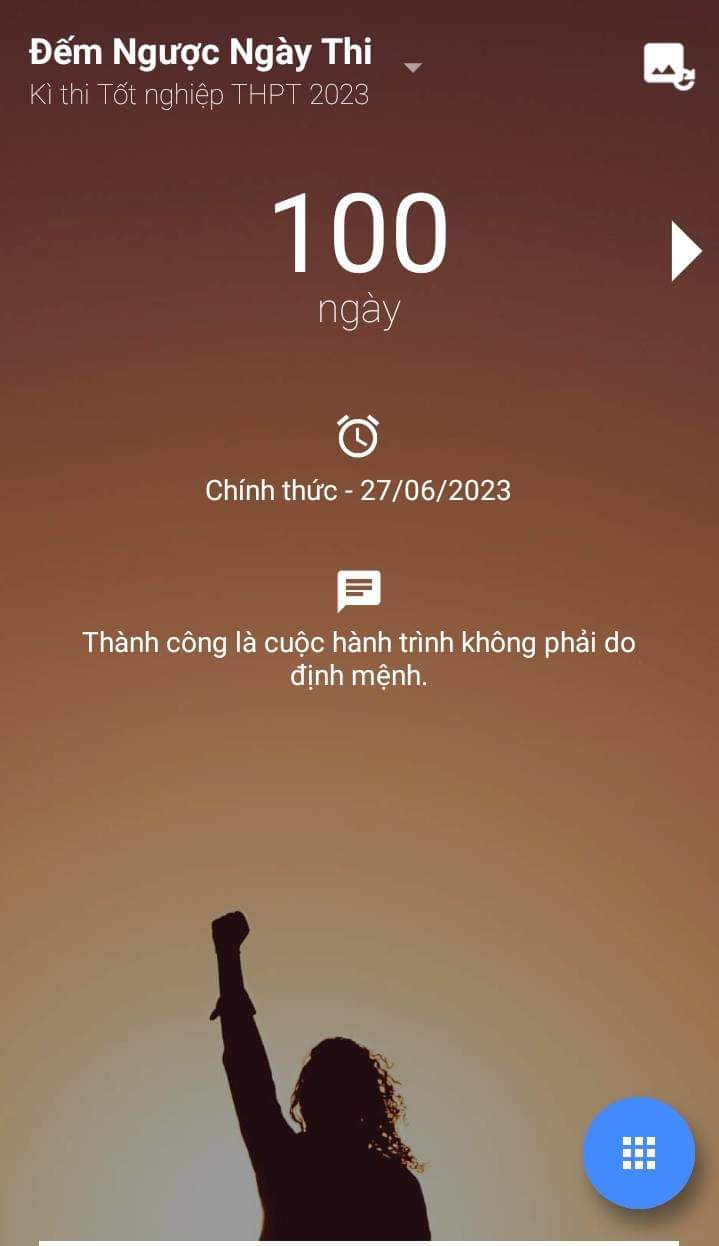 Đếm Ngược Ngày Thi
Kì thi Tốt nghiệp THPT 2023
100
ngày
Chính thức - 27/06/2023
Thành công là cuộc hành trình không phải do
định mệnh.